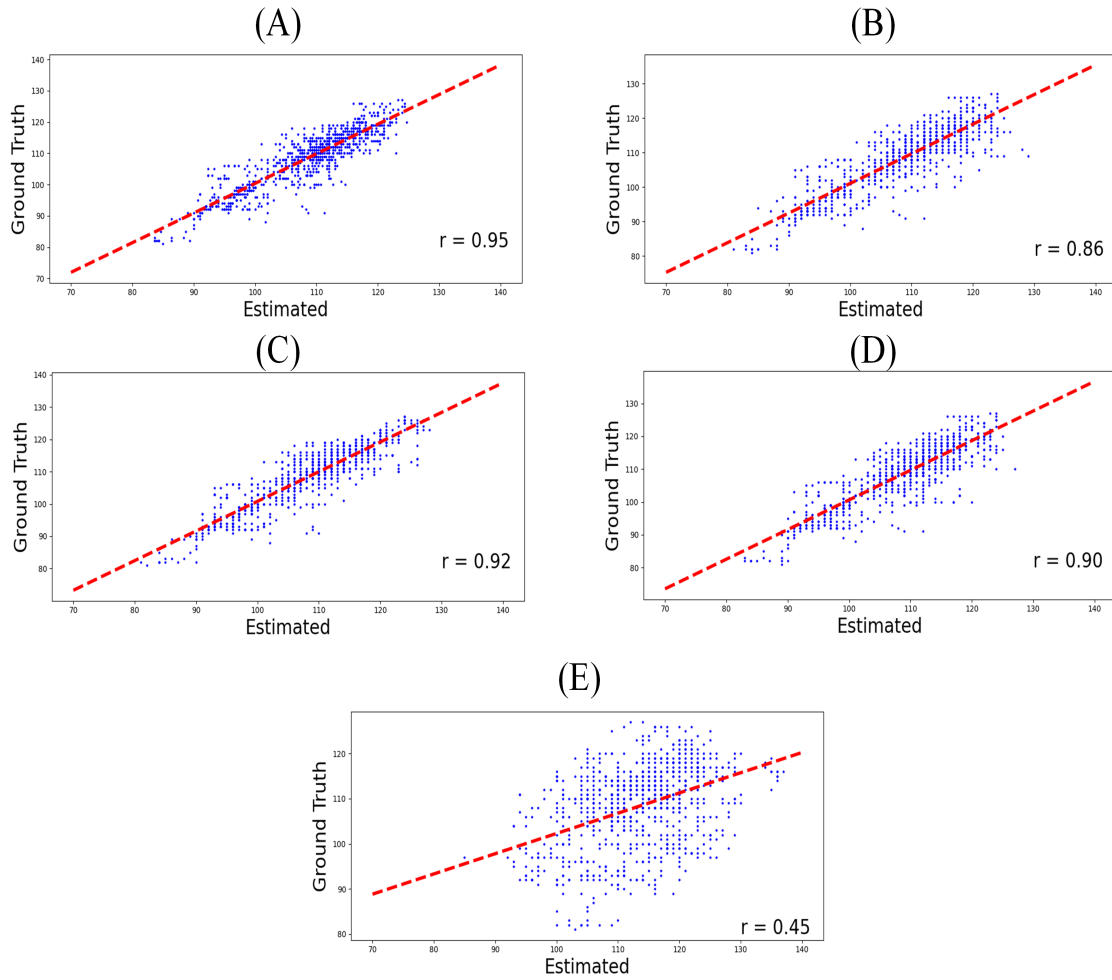 (A)
140
130
120
110
100
90
80
70
Ground Truth
r = 0.95
70 80 90 100 110 120 130 140
Estimated
(B)
130
120
110
100
90
80
Ground Truth
r = 0.86
70 80 90 100 110 120 130 140
Estimated
(C)
140
130
120
110
100
90
80
Ground Truth
r = 0.92
70 80 90 100 110 120 130 140
Estimated
(D)
130
120
110
100
90
80
Ground Truth
r = 0.90
70 80 90 100 110 120 130 140
Estimated
(E)
120
110
100
90
80
Ground Truth
r = 0.45
70 80 90 100 110 120 130 140
Estimated